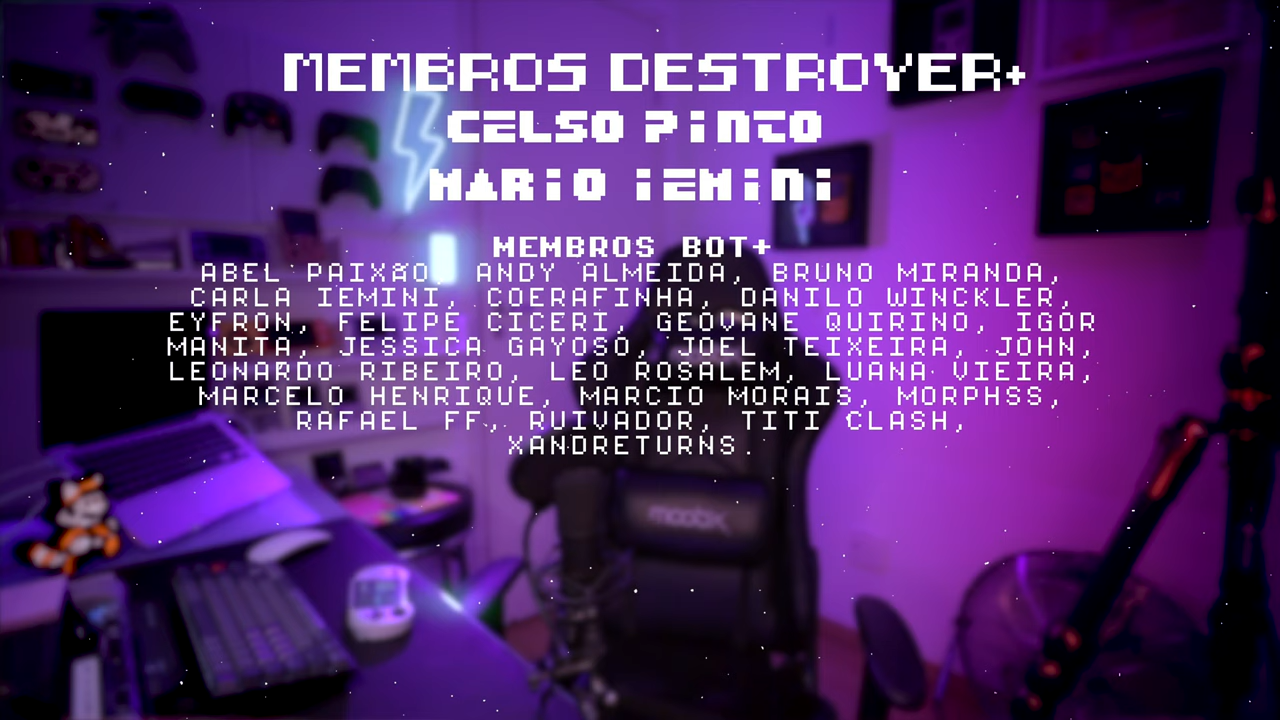 MEMBROS DESTROYER+
CELSO PINTO
MARIO IEMINI
MEMBROS BOT+
ABEL PAIXÃO, ANDY ALMEIDA, BRUNO MIRANDA,
CARLA IEMINI, COERAFINHA, DANILO WINCKLER,
EYFRON, FELIPE CICERI, GEOVANE QUIRINO, IGOR
MANITA, JESSICA GAYOSO, JOEL TEIXEIRA, JOHN,
LEONARDO RIBEIRO, LEO ROSALEM, LUANA VIEIRA,
MARCELO HENRIQUE, MARCIO MORAIS, MORPHSS,
RAFAEL FF, RUIVADOR, TITI CLASH,
XANDRETURNS.
moobx